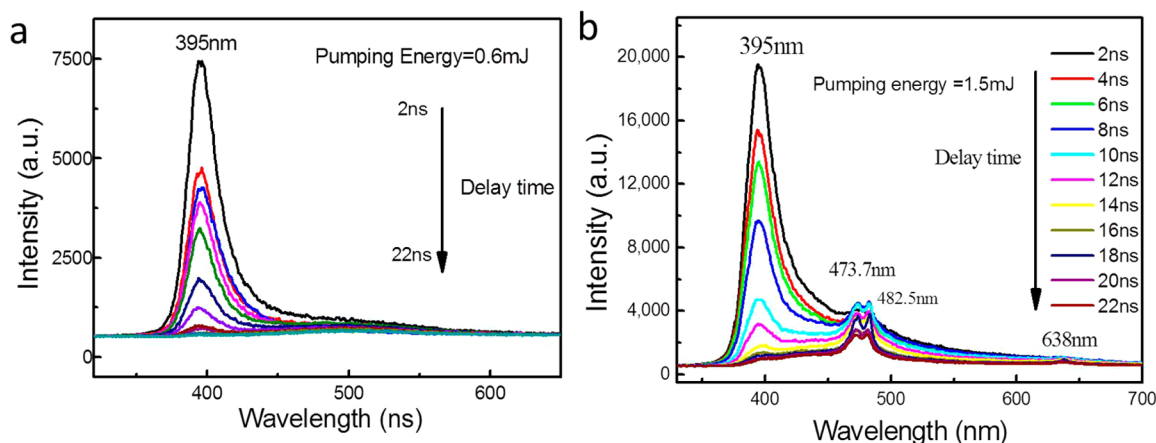 a
395nm
Pumping Energy=0.6mJ
2ns
Delay time
22ns
7500
5000
2500
0
Intensity (a.u.)
400
500
600
Wavelength (ns)
b
395nm
Pumping energy =1.5mJ
Delay time
473.7nm
482.5nm
638nm
2ns
4ns
6ns
8ns
10ns
12ns
14ns
16ns
18ns
20ns
22ns
20,000
16,000
12,000
8,000
4,000
0
Intensity (a.u.)
400
500
600
700
Wavelength (nm)